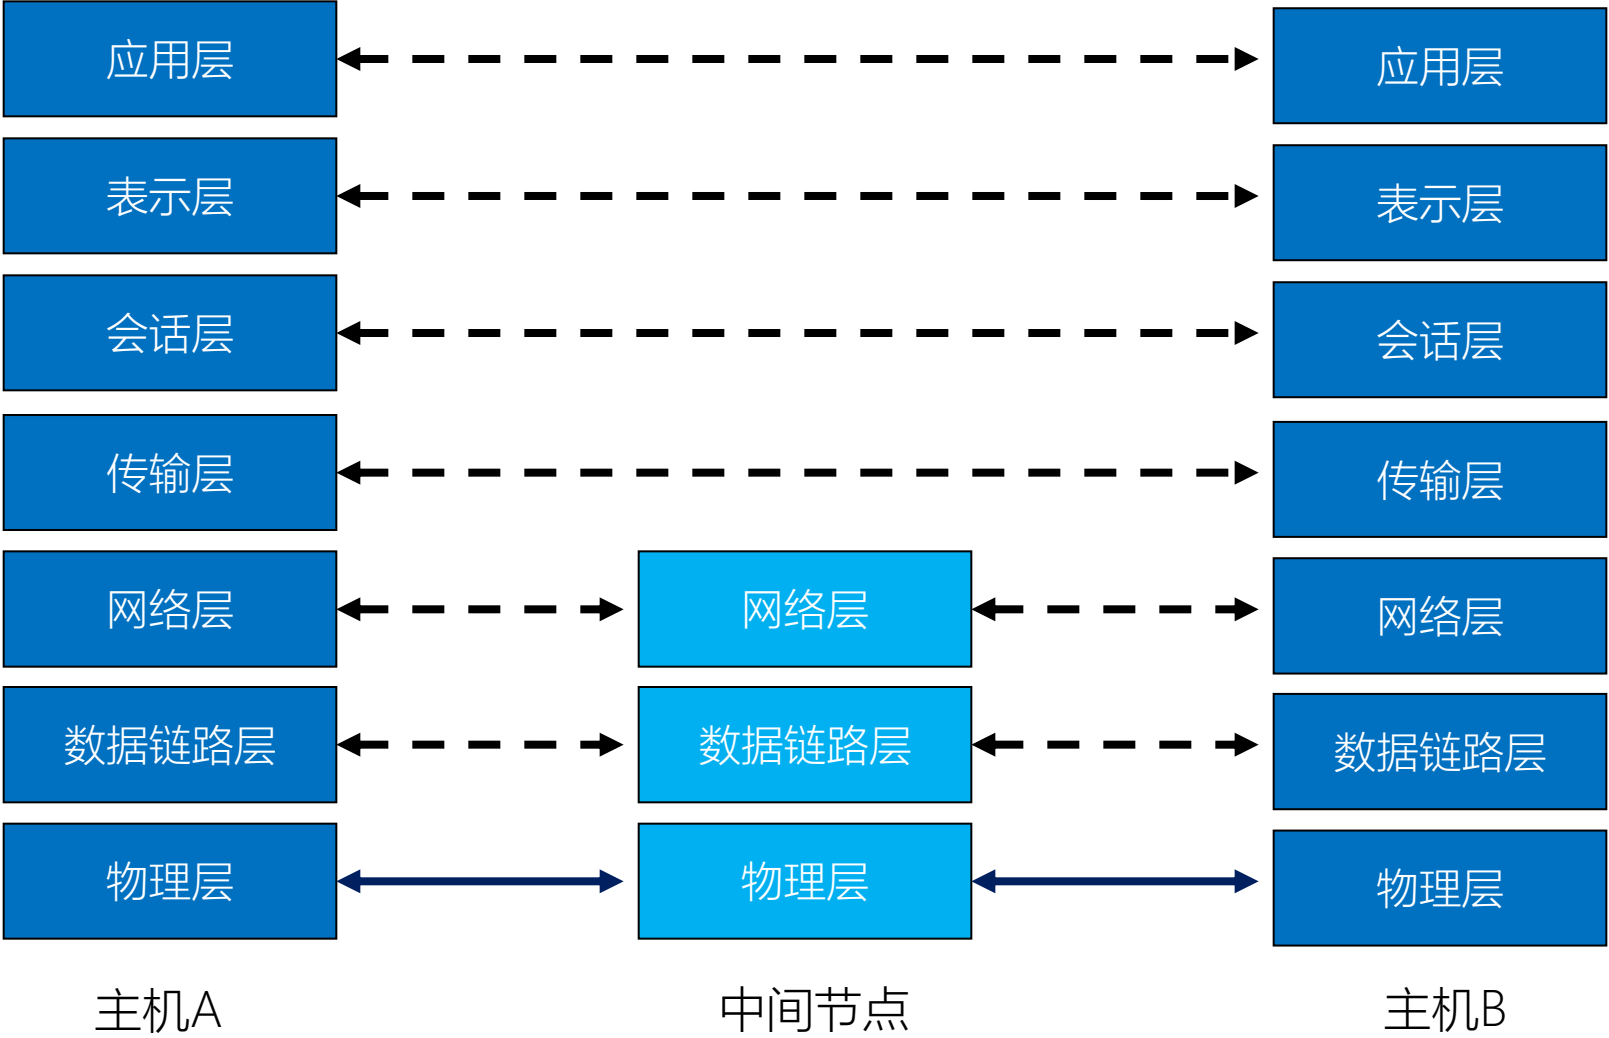 应用层
应用层
表示层
表示层
会话层
会话层
传输层
传输层
网络层
网络层
网络层
数据链路层
数据链路层
数据链路层
物理层
物理层
物理层
主机A
中间节点
主机B